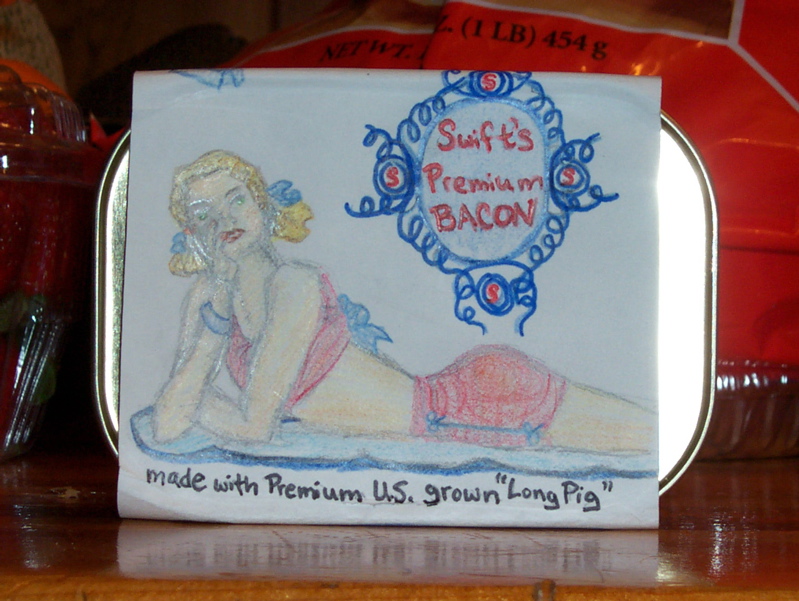 NET WT.
Z. (1 LB) 454 g
S
Swift's
S
Premium
S
BACON
S
made with Premium U.S. grown "Long Pig"